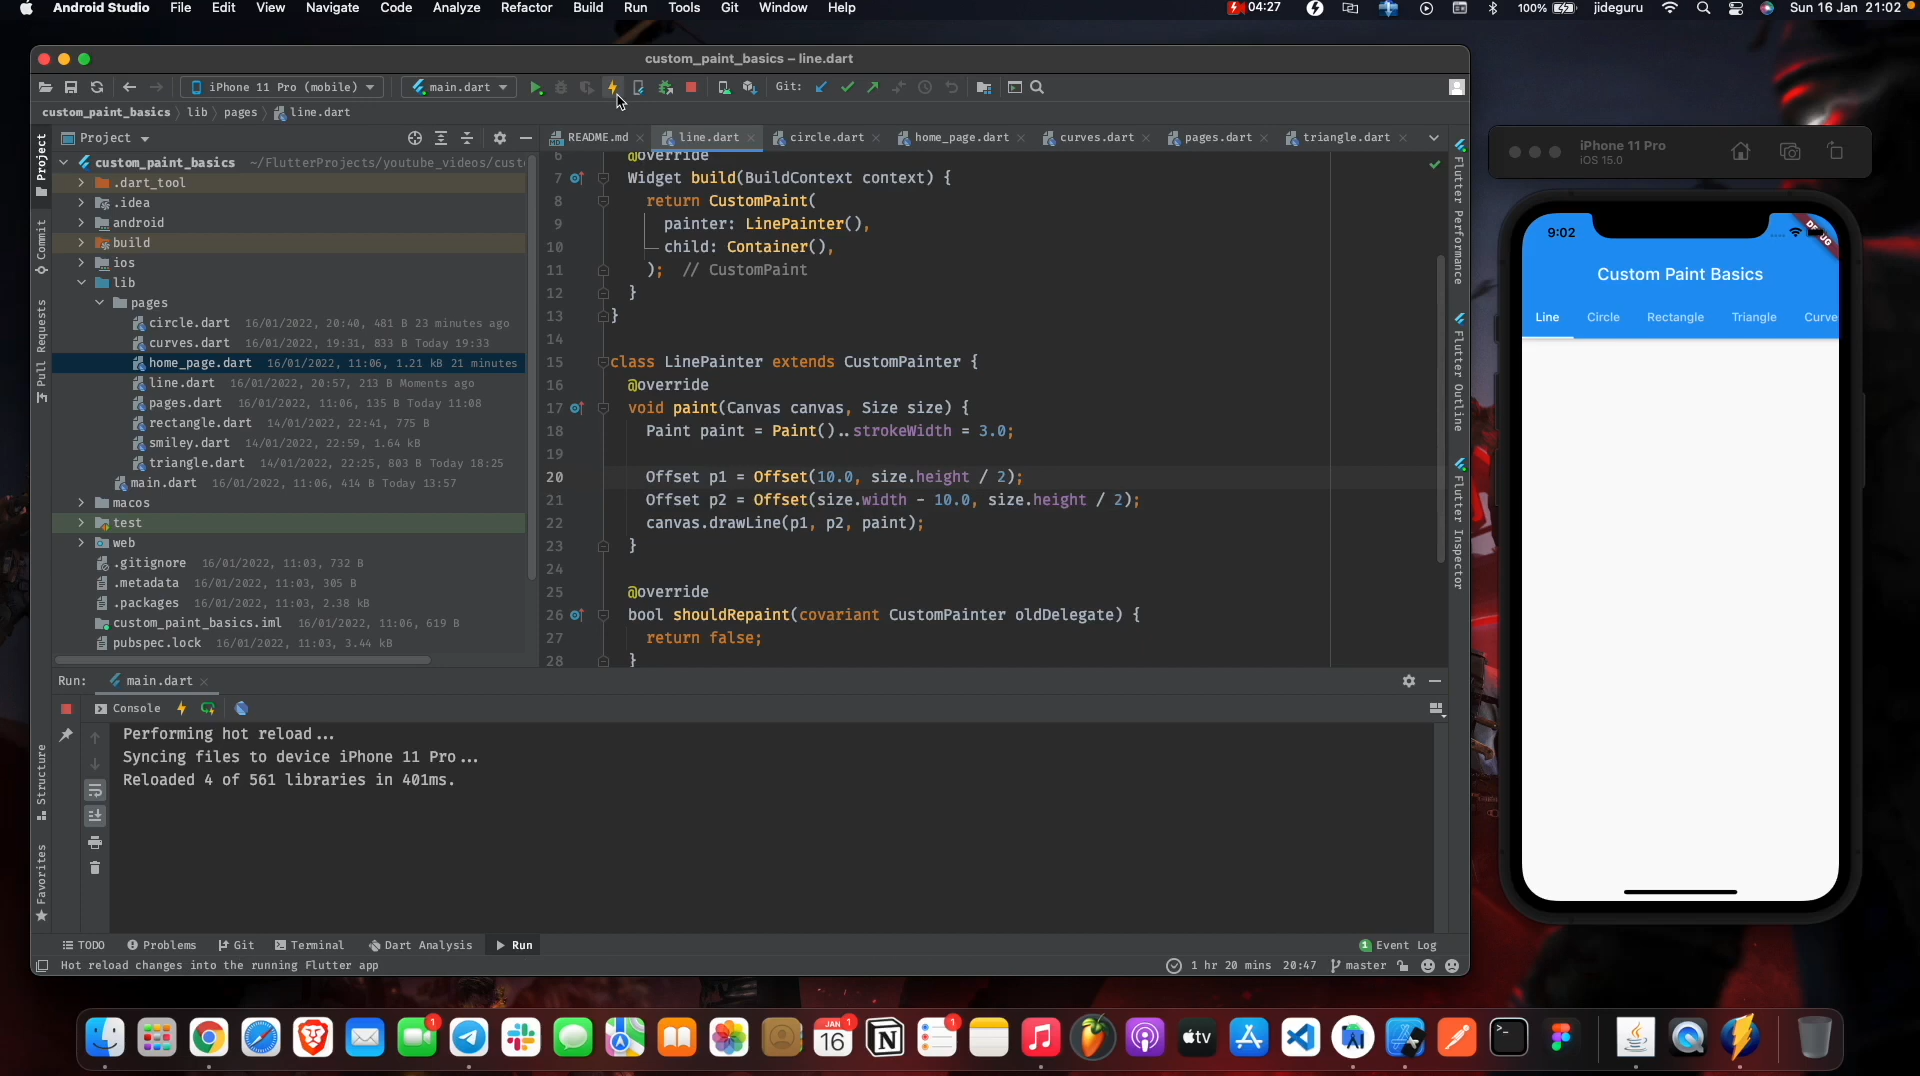 Android Studio File Edit View Navigate Code Analyze Refactor Build Run Tools Git Window Help 04:27 100% jideguru Sun 16 Jan 21:02
custom_paint_basics – line.dart
iPhone 11 Pro (mobile) main.dart Git:
custom_paint_basics lib pages line.dart
Project README.md line.dart circle.dart home_page.dart curves.dart pages.dart triangle.dart
Project
Commit
Pull Requests
Structure
Favorites
custom_paint_basics ~/FlutterProjects/youtube_videos/cust
.dart_tool
.idea
android
build
ios
lib
pages
circle.dart 16/01/2022, 20:40, 481 B 23 minutes ago
curves.dart 16/01/2022, 19:31, 833 B Today 19:33
home_page.dart 16/01/2022, 11:06, 1.21 kB 21 minutes
line.dart 16/01/2022, 20:57, 213 B Moments ago
pages.dart 16/01/2022, 11:06, 135 B Today 11:08
rectangle.dart 14/01/2022, 22:41, 775 B
smiley.dart 14/01/2022, 22:59, 1.64 kB
triangle.dart 14/01/2022, 22:25, 803 B Today 18:25
main.dart 16/01/2022, 11:06, 414 B Today 13:57
macos
test
web
.gitignore 16/01/2022, 11:03, 732 B
.metadata 16/01/2022, 11:03, 305 B
.packages 16/01/2022, 11:03, 2.38 kB
custom_paint_basics.iml 16/01/2022, 11:06, 619 B
pubspec.lock 16/01/2022, 11:03, 3.44 kB
6 @override
7 Widget build(BuildContext context) {
8 return CustomPaint(
9 painter: LinePainter(),
10 child: Container(),
11 ); // CustomPaint
12 }
13 }
14
15 class LinePainter extends CustomPainter {
16 @override
17 void paint(Canvas canvas, Size size) {
18 Paint paint = Paint()..strokeWidth = 3.0;
19
20 Offset p1 = Offset(10.0, size.height / 2);
21 Offset p2 = Offset(size.width - 10.0, size.height / 2);
22 canvas.drawLine(p1, p2, paint);
23 }
24
25 @override
26 bool shouldRepaint(covariant CustomPainter oldDelegate) {
27 return false;
28 }
Flutter Performance
Flutter Outline
Flutter Inspector
Run: main.dart
Console
Performing hot reload...
Syncing files to device iPhone 11 Pro...
Reloaded 4 of 561 libraries in 401ms.
TODO Problems Git Terminal Dart Analysis Run 1 Event Log
Hot reload changes into the running Flutter app 1 hr 20 mins 20:47 master
iPhone 11 Pro
iOS 15.0
9:02
DEBUG
Custom Paint Basics
Line Circle Rectangle Triangle Curve
1
JAN 1
16
1
tv